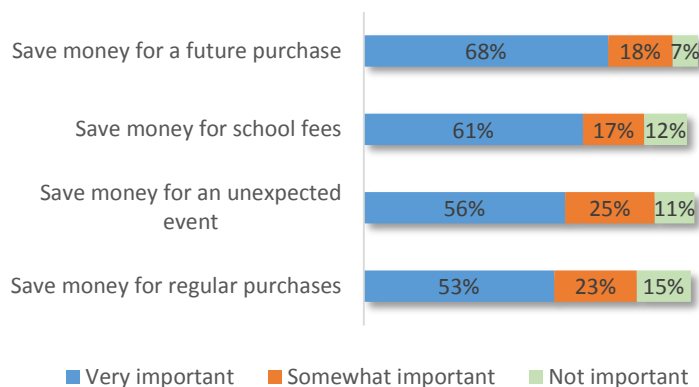 Save money for a future purchase
68% 18% 7%
Save money for school fees
61% 17% 12%
Save money for an unexpected
event
56% 25% 11%
Save money for regular purchases
53% 23% 15%
Very important Somewhat important Not important